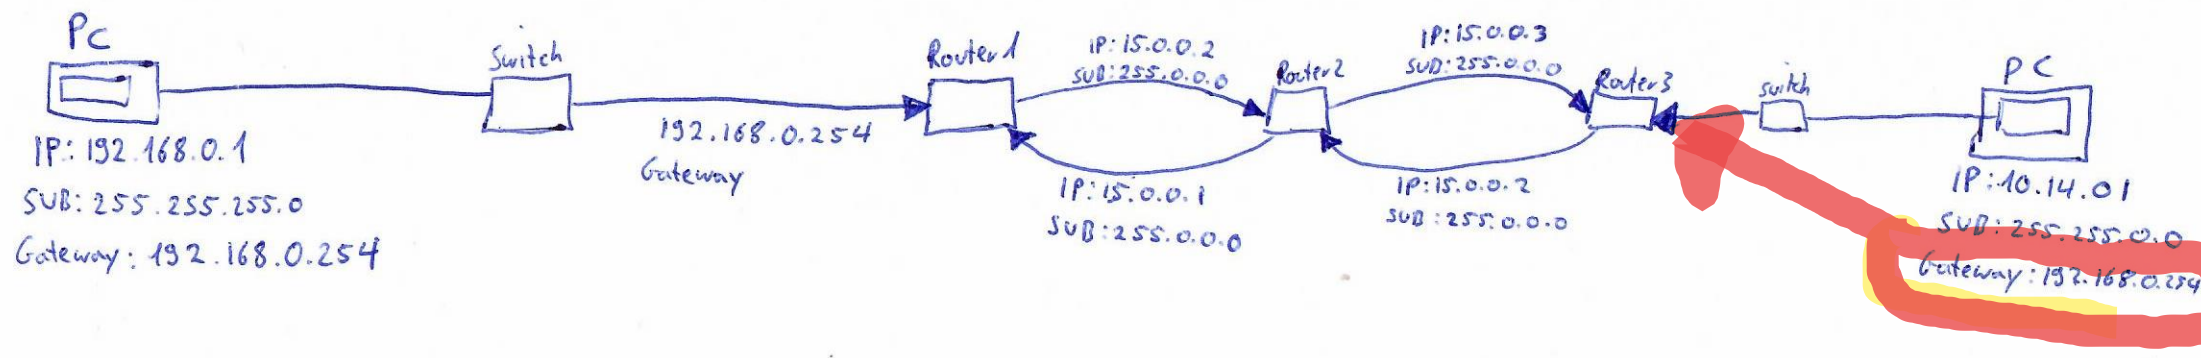 PC
IP: 192.168.0.1
SUB: 255.255.255.0
Gateway: 192.168.0.254
Switch
192.168.0.254
Gateway
Router1
IP:15.0.0.2
SUB:255.0.0.0
IP:15.0.0.1
SUB:255.0.0.0
Router2
IP:15.0.0.3
SUB:255.0.0.0
IP:15.0.0.2
SUB:255.0.0.0
Router3
switch
PC
IP:10.14.01
SUB:255.255.0.0
Gateway:192.168.0.254